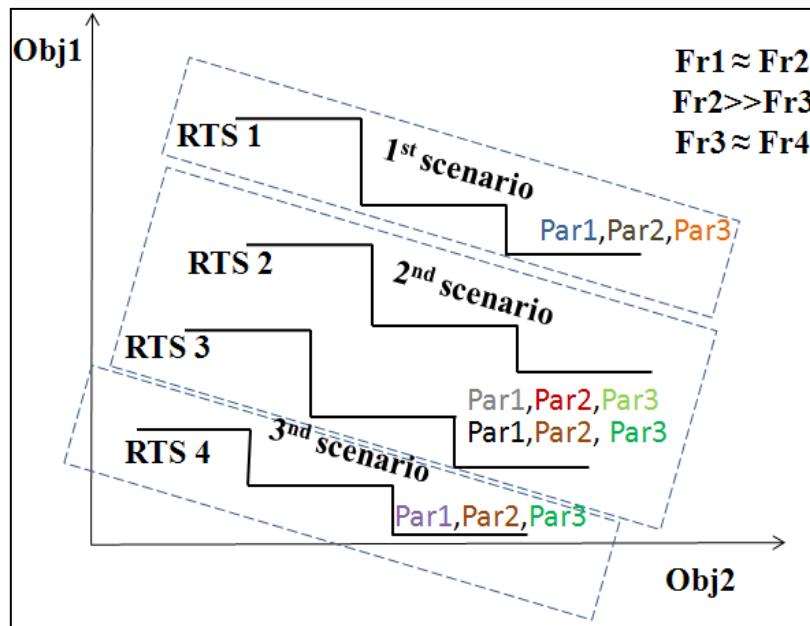 Obj1
Fr1 ≈ Fr2
Fr2>>Fr3
Fr3 ≈ Fr4
RTS 1
1st scenario
Par1,Par2,Par3
RTS 2
2nd scenario
RTS 3
Par1,Par2,Par3
Par1,Par2, Par3
3nd scenario
RTS 4
Par1,Par2,Par3
Obj2